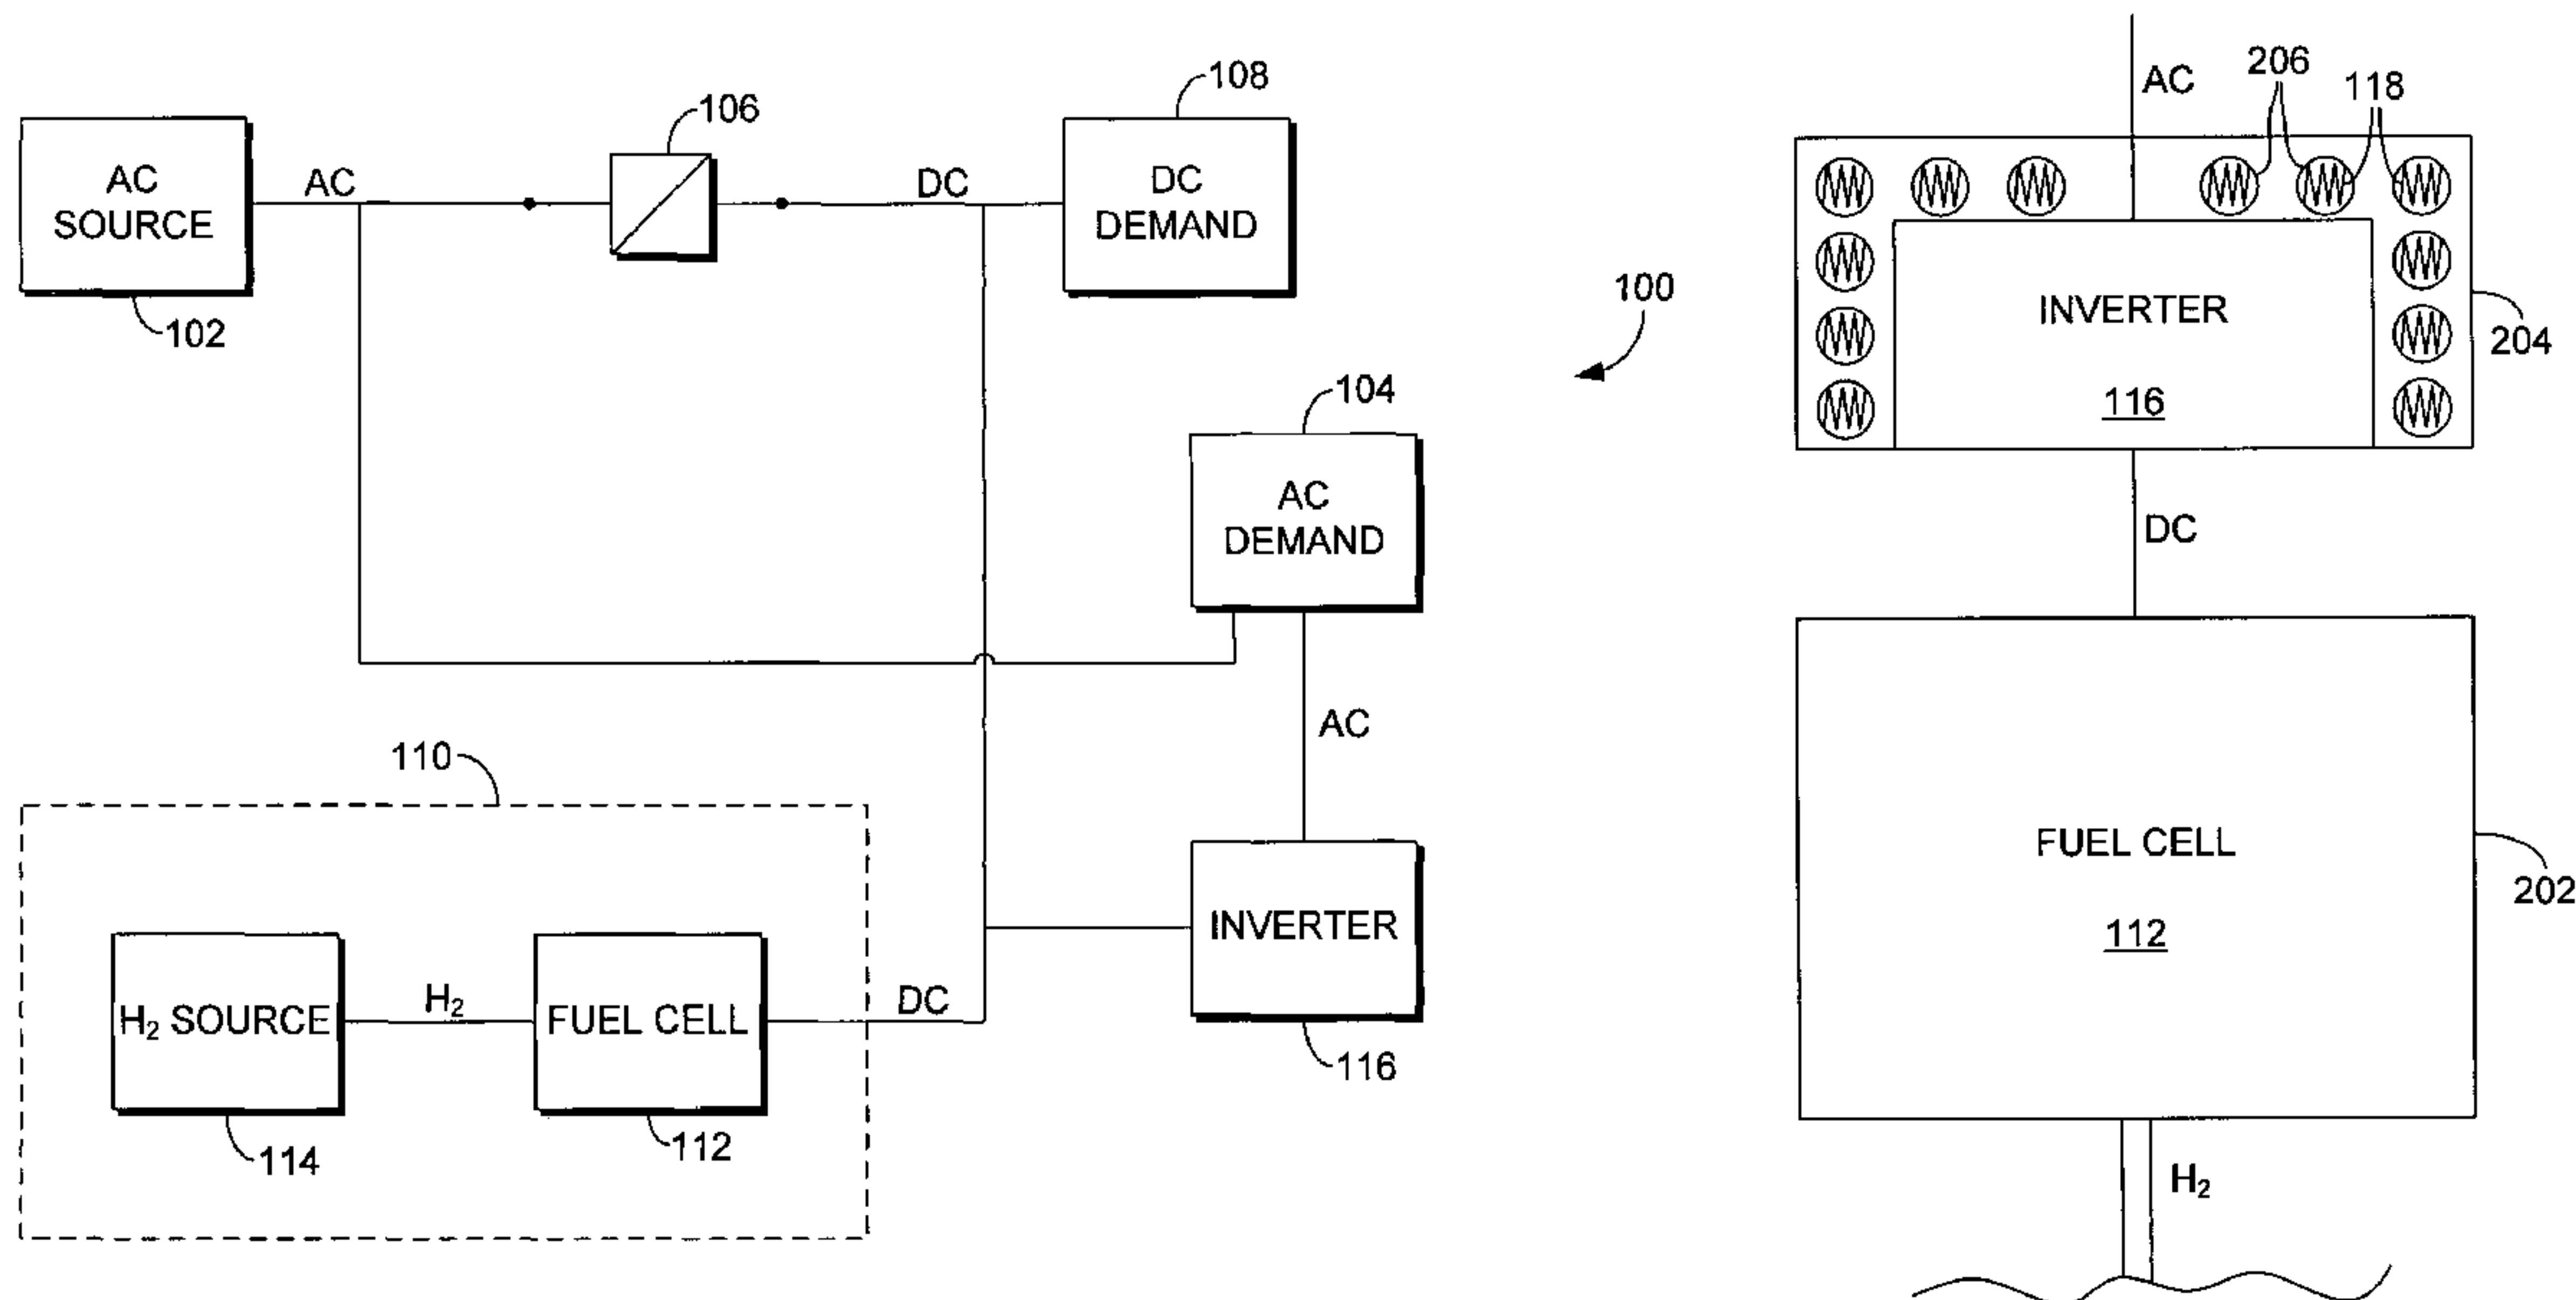 108
106
AC
SOURCE
AC
DC
DC
DEMAND
102
104
AC
DEMAND
AC
110
INVERTER
H₂ SOURCE
H₂
FUEL CELL
DC
116
114
112
100
AC
206
118
INVERTER
116
204
DC
FUEL CELL
112
202
H₂